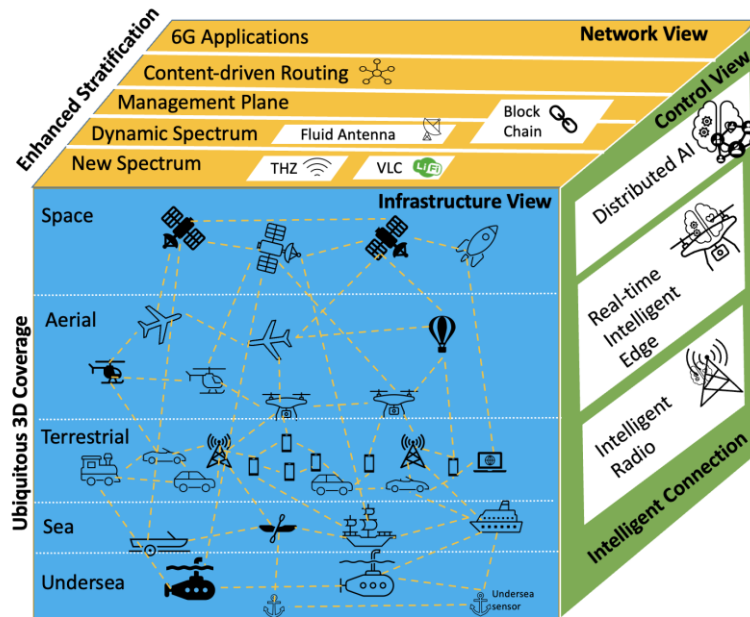 Enhanced Stratification
Network View
6G Applications
Content-driven Routing
Management Plane
Dynamic Spectrum
Fluid Antenna
Block
Chain
New Spectrum
THZ
VLC
LiFi
Control View
Distributed AI
Real-time
Intelligent
Edge
Intelligent
Radio
Intelligent Connection
Ubiquitous 3D Coverage
Infrastructure View
Space
Aerial
Terrestrial
Sea
Undersea
Undersea
sensor